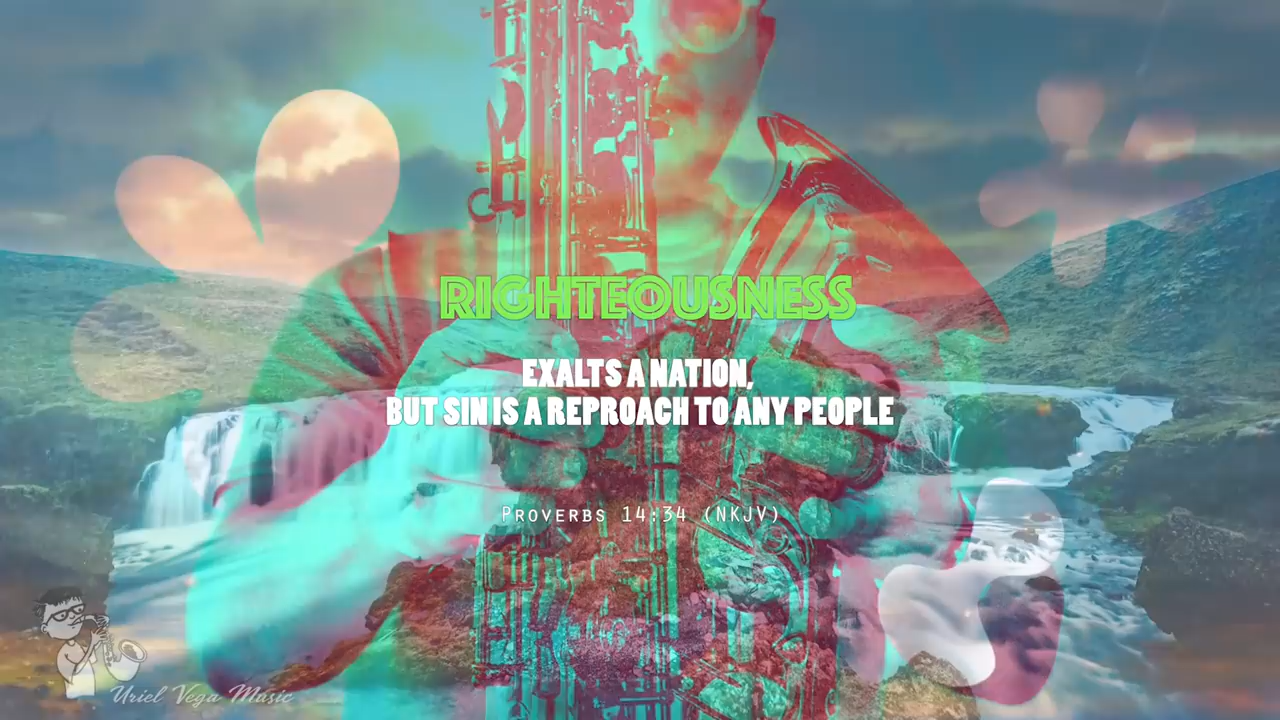 RIGHTEOUSNESS
EXALTS A NATION,
BUT SIN IS A REPROACH TO ANY PEOPLE
Proverbs 14:34 (NKJV)
Uriel Vega Music